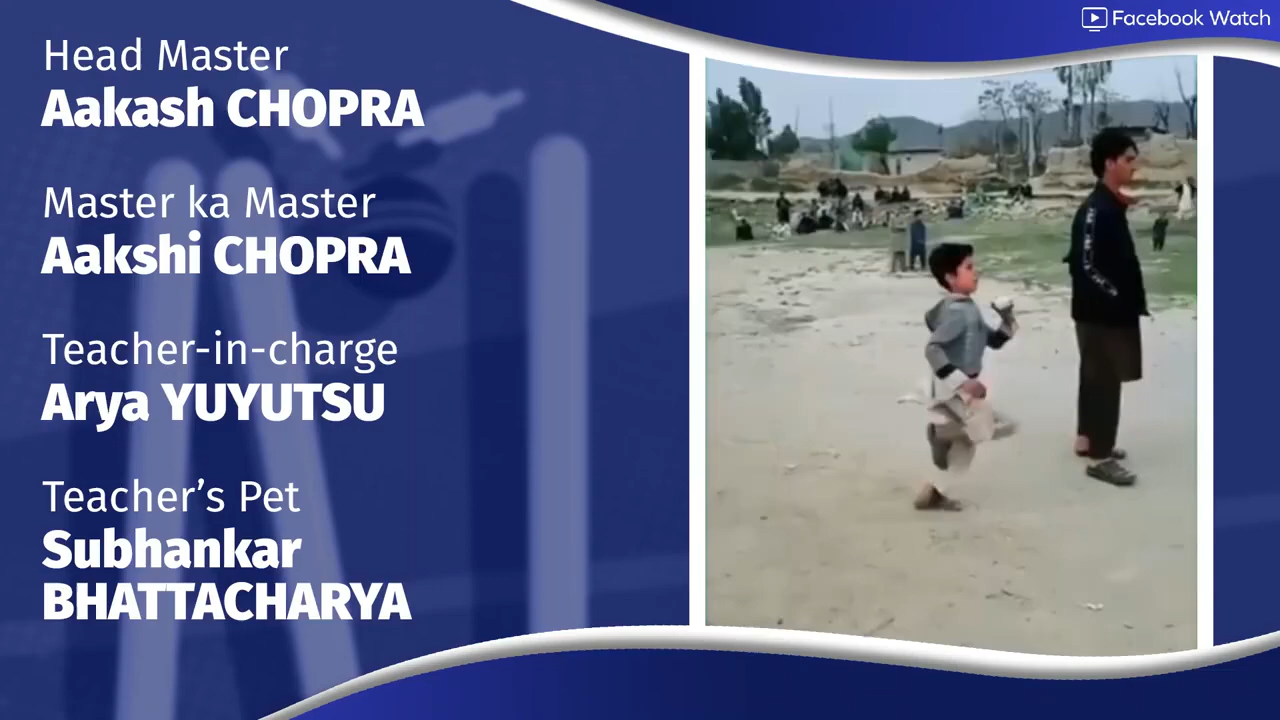 Facebook Watch
Head Master
Aakash CHOPRA
Master ka Master
Aakshi CHOPRA
Teacher-in-charge
Arya YUYUTSU
Teacher’s Pet
Subhankar
BHATTACHARYA